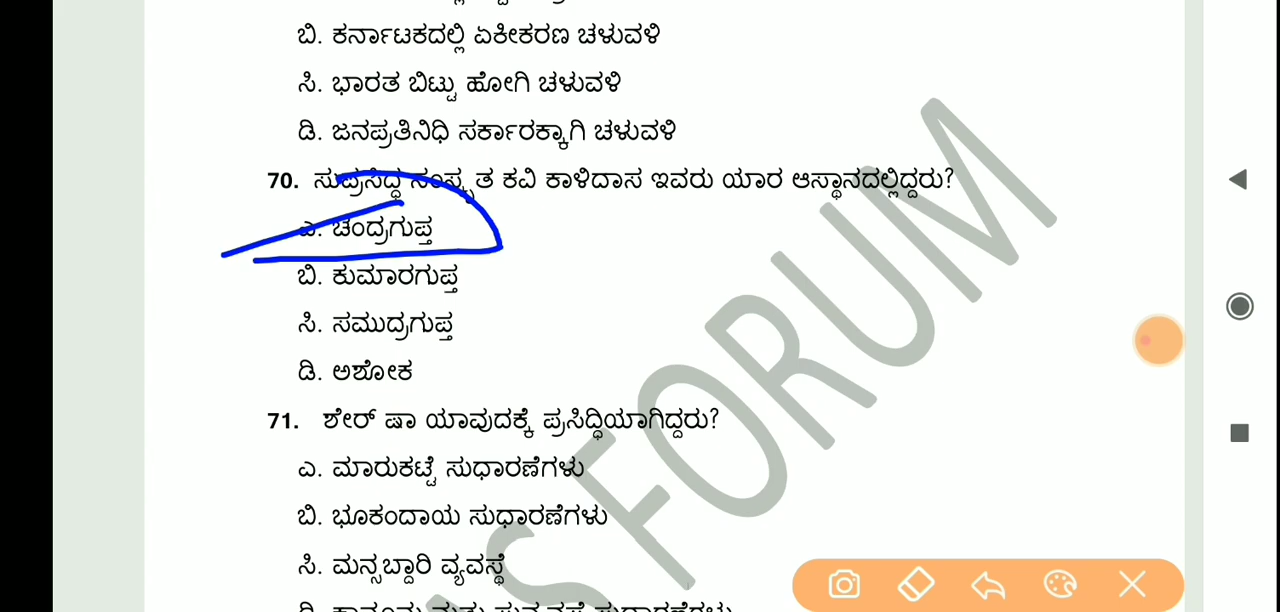 ಬಿ. ಕರ್ನಾಟಕದಲ್ಲಿ ಏಕೀಕರಣ ಚಳುವಳಿ
ಸಿ. ಭಾರತ ಬಿಟ್ಟು ಹೋಗಿ ಚಳುವಳಿ
ಡಿ. ಜನಪ್ರತಿನಿಧಿ ಸರ್ಕಾರಕ್ಕಾಗಿ ಚಳುವಳಿ
70. ಸುಪ್ರಸಿದ್ಧ ಸಂಸ್ಕೃತ ಕವಿ ಕಾಳಿದಾಸ ಇವರು ಯಾರ ಆಸ್ಥಾನದಲ್ಲಿದ್ದರು?
ಎ. ಚಂದ್ರಗುಪ್ತ
ಬಿ. ಕುಮಾರಗುಪ್ತ
ಸಿ. ಸಮುದ್ರಗುಪ್ತ
ಡಿ. ಅಶೋಕ
71. ಶೇರ್ ಷಾ ಯಾವುದಕ್ಕೆ ಪ್ರಸಿದ್ಧಿಯಾಗಿದ್ದರು?
ಎ. ಮಾರುಕಟ್ಟೆ ಸುಧಾರಣೆಗಳು
ಬಿ. ಭೂಕಂದಾಯ ಸುಧಾರಣೆಗಳು
ಸಿ. ಮನ್ಸಬ್ದಾರಿ ವ್ಯವಸ್ಥೆ
FORUM